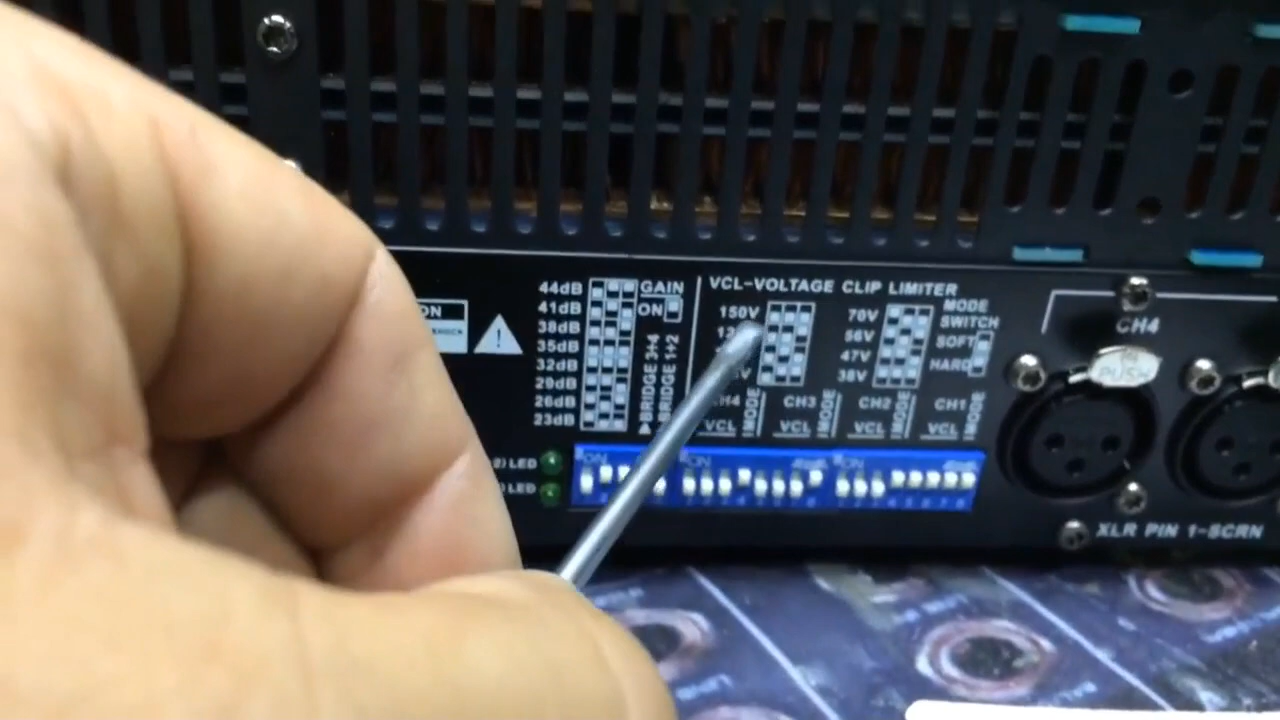 VCL-VOLTAGE CLIP LIMITER
44dB GAIN
41dB ON
38dB
35dB
32dB
29dB
26dB
23dB
BRIDGE 3+4
BRIDGE 1+2
150V
70V
56V
47V
38V
MODE
SWITCH
SOFT
HARD
CH3 CH2 CH1
VCL VCL VCL VCL
MODE MODE MODE MODE
LED
LED
ON ON ON
CH4
PUSH
XLR PIN 1-SCRN